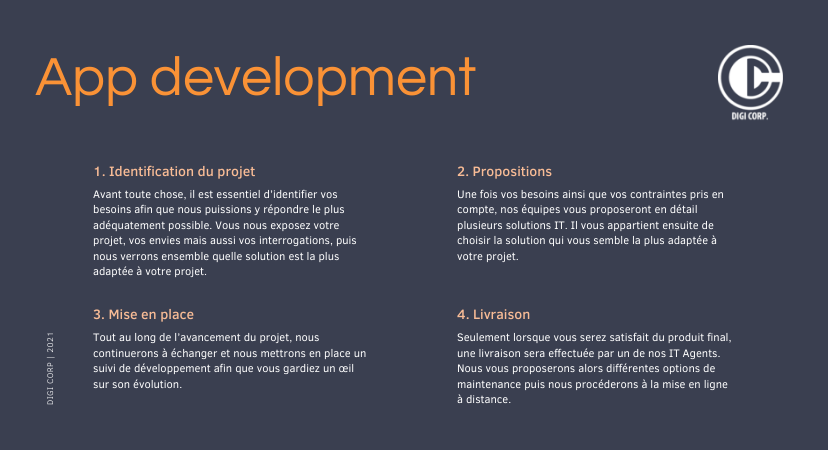 App development
DIGI CORP.
1. Identification du projet
Avant toute chose, il est essentiel d'identifier vos
besoins afin que nous puissions y répondre le plus
adéquatement possible. Vous nous exposez votre
projet, vos envies mais aussi vos interrogations, puis
nous verrons ensemble quelle solution est la plus
adaptée à votre projet.
2. Propositions
Une fois vos besoins ainsi que vos contraintes pris en
compte, nos équipes vous proposeront en détail
plusieurs solutions IT. Il vous appartient ensuite de
choisir la solution qui vous semble la plus adaptée à
votre projet.
3. Mise en place
Tout au long de l'avancement du projet, nous
continuerons à échanger et nous mettrons en place un
suivi de développement afin que vous gardiez un œil
sur son évolution.
4. Livraison
Seulement lorsque vous serez satisfait du produit final,
une livraison sera effectuée par un de nos IT Agents.
Nous vous proposerons alors différentes options de
maintenance puis nous procéderons à la mise en ligne
à distance.
DIGI CORP | 2021